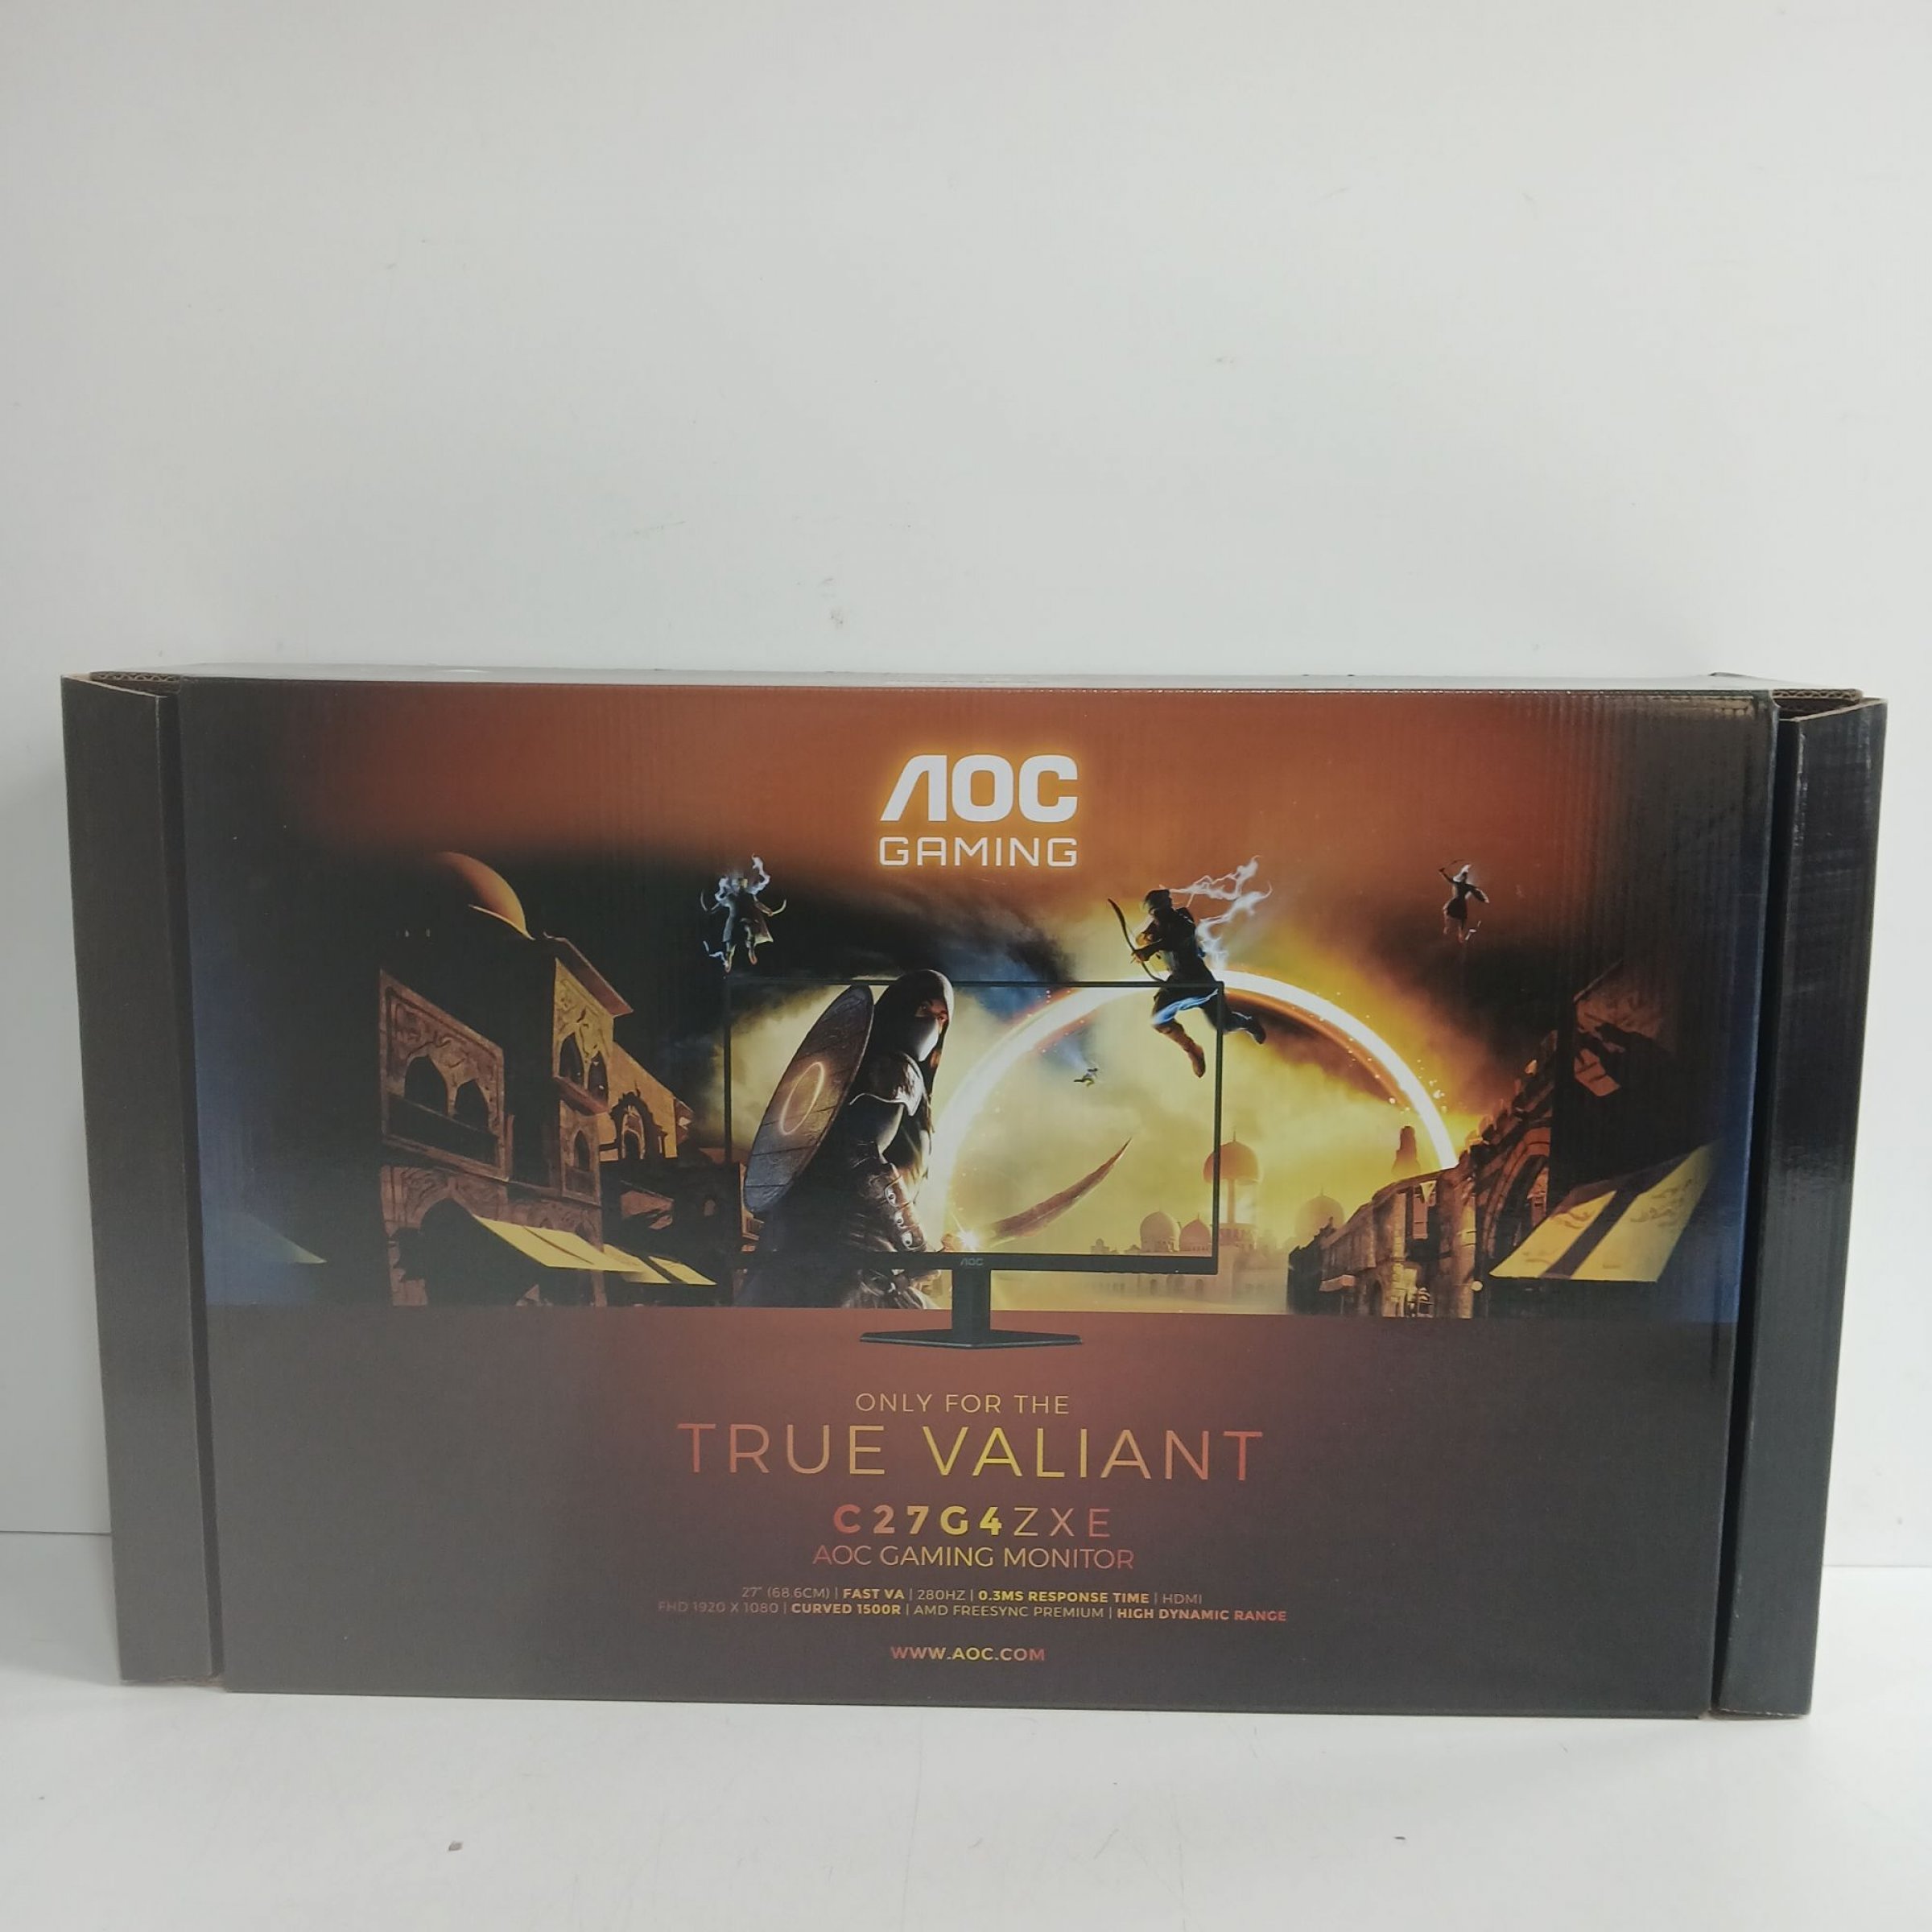 AOC
GAMING
AOC
ONLY FOR THE
TRUE VALIANT
C27G4ZXE
AOC GAMING MONITOR
27" (68.6CM) | FAST VA | 280HZ | 0.3MS RESPONSE TIME | HDMI
FHD 1920 X 1080 | CURVED 1500R | AMD FREESYNC PREMIUM | HIGH DYNAMIC RANGE
WWW.AOC.COM